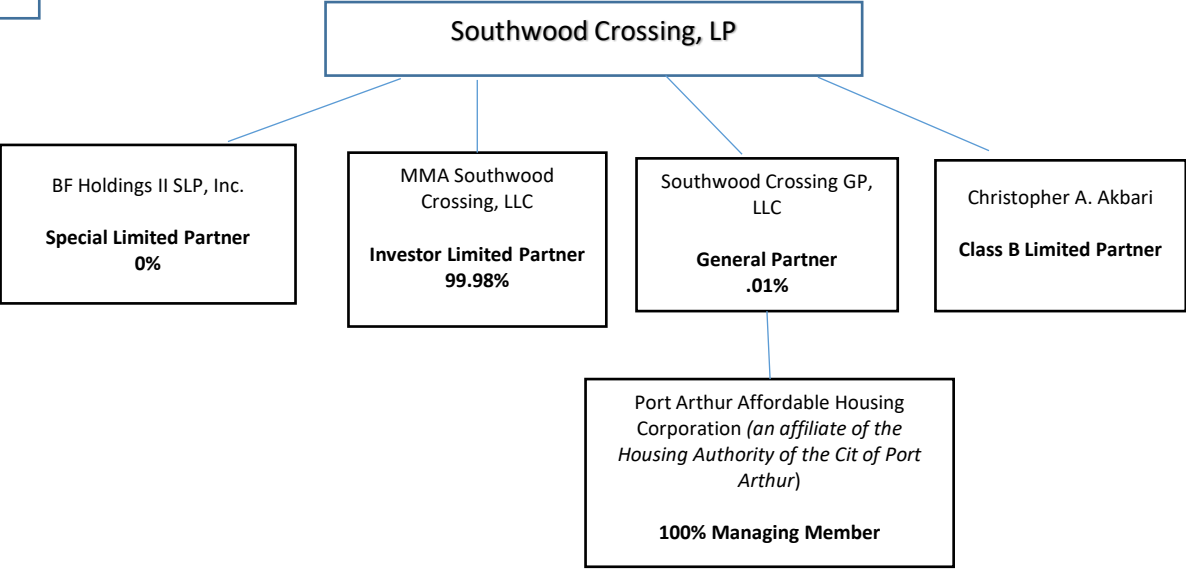 Southwood Crossing, LP
BF Holdings II SLP, Inc.
Special Limited Partner
0%
MMA Southwood
Crossing, LLC
Investor Limited Partner
99.98%
Southwood Crossing GP,
LLC
General Partner
.01%
Christopher A. Akbari
Class B Limited Partner
Port Arthur Affordable Housing
Corporation (an affiliate of the
Housing Authority of the Cit of Port
Arthur)
100% Managing Member